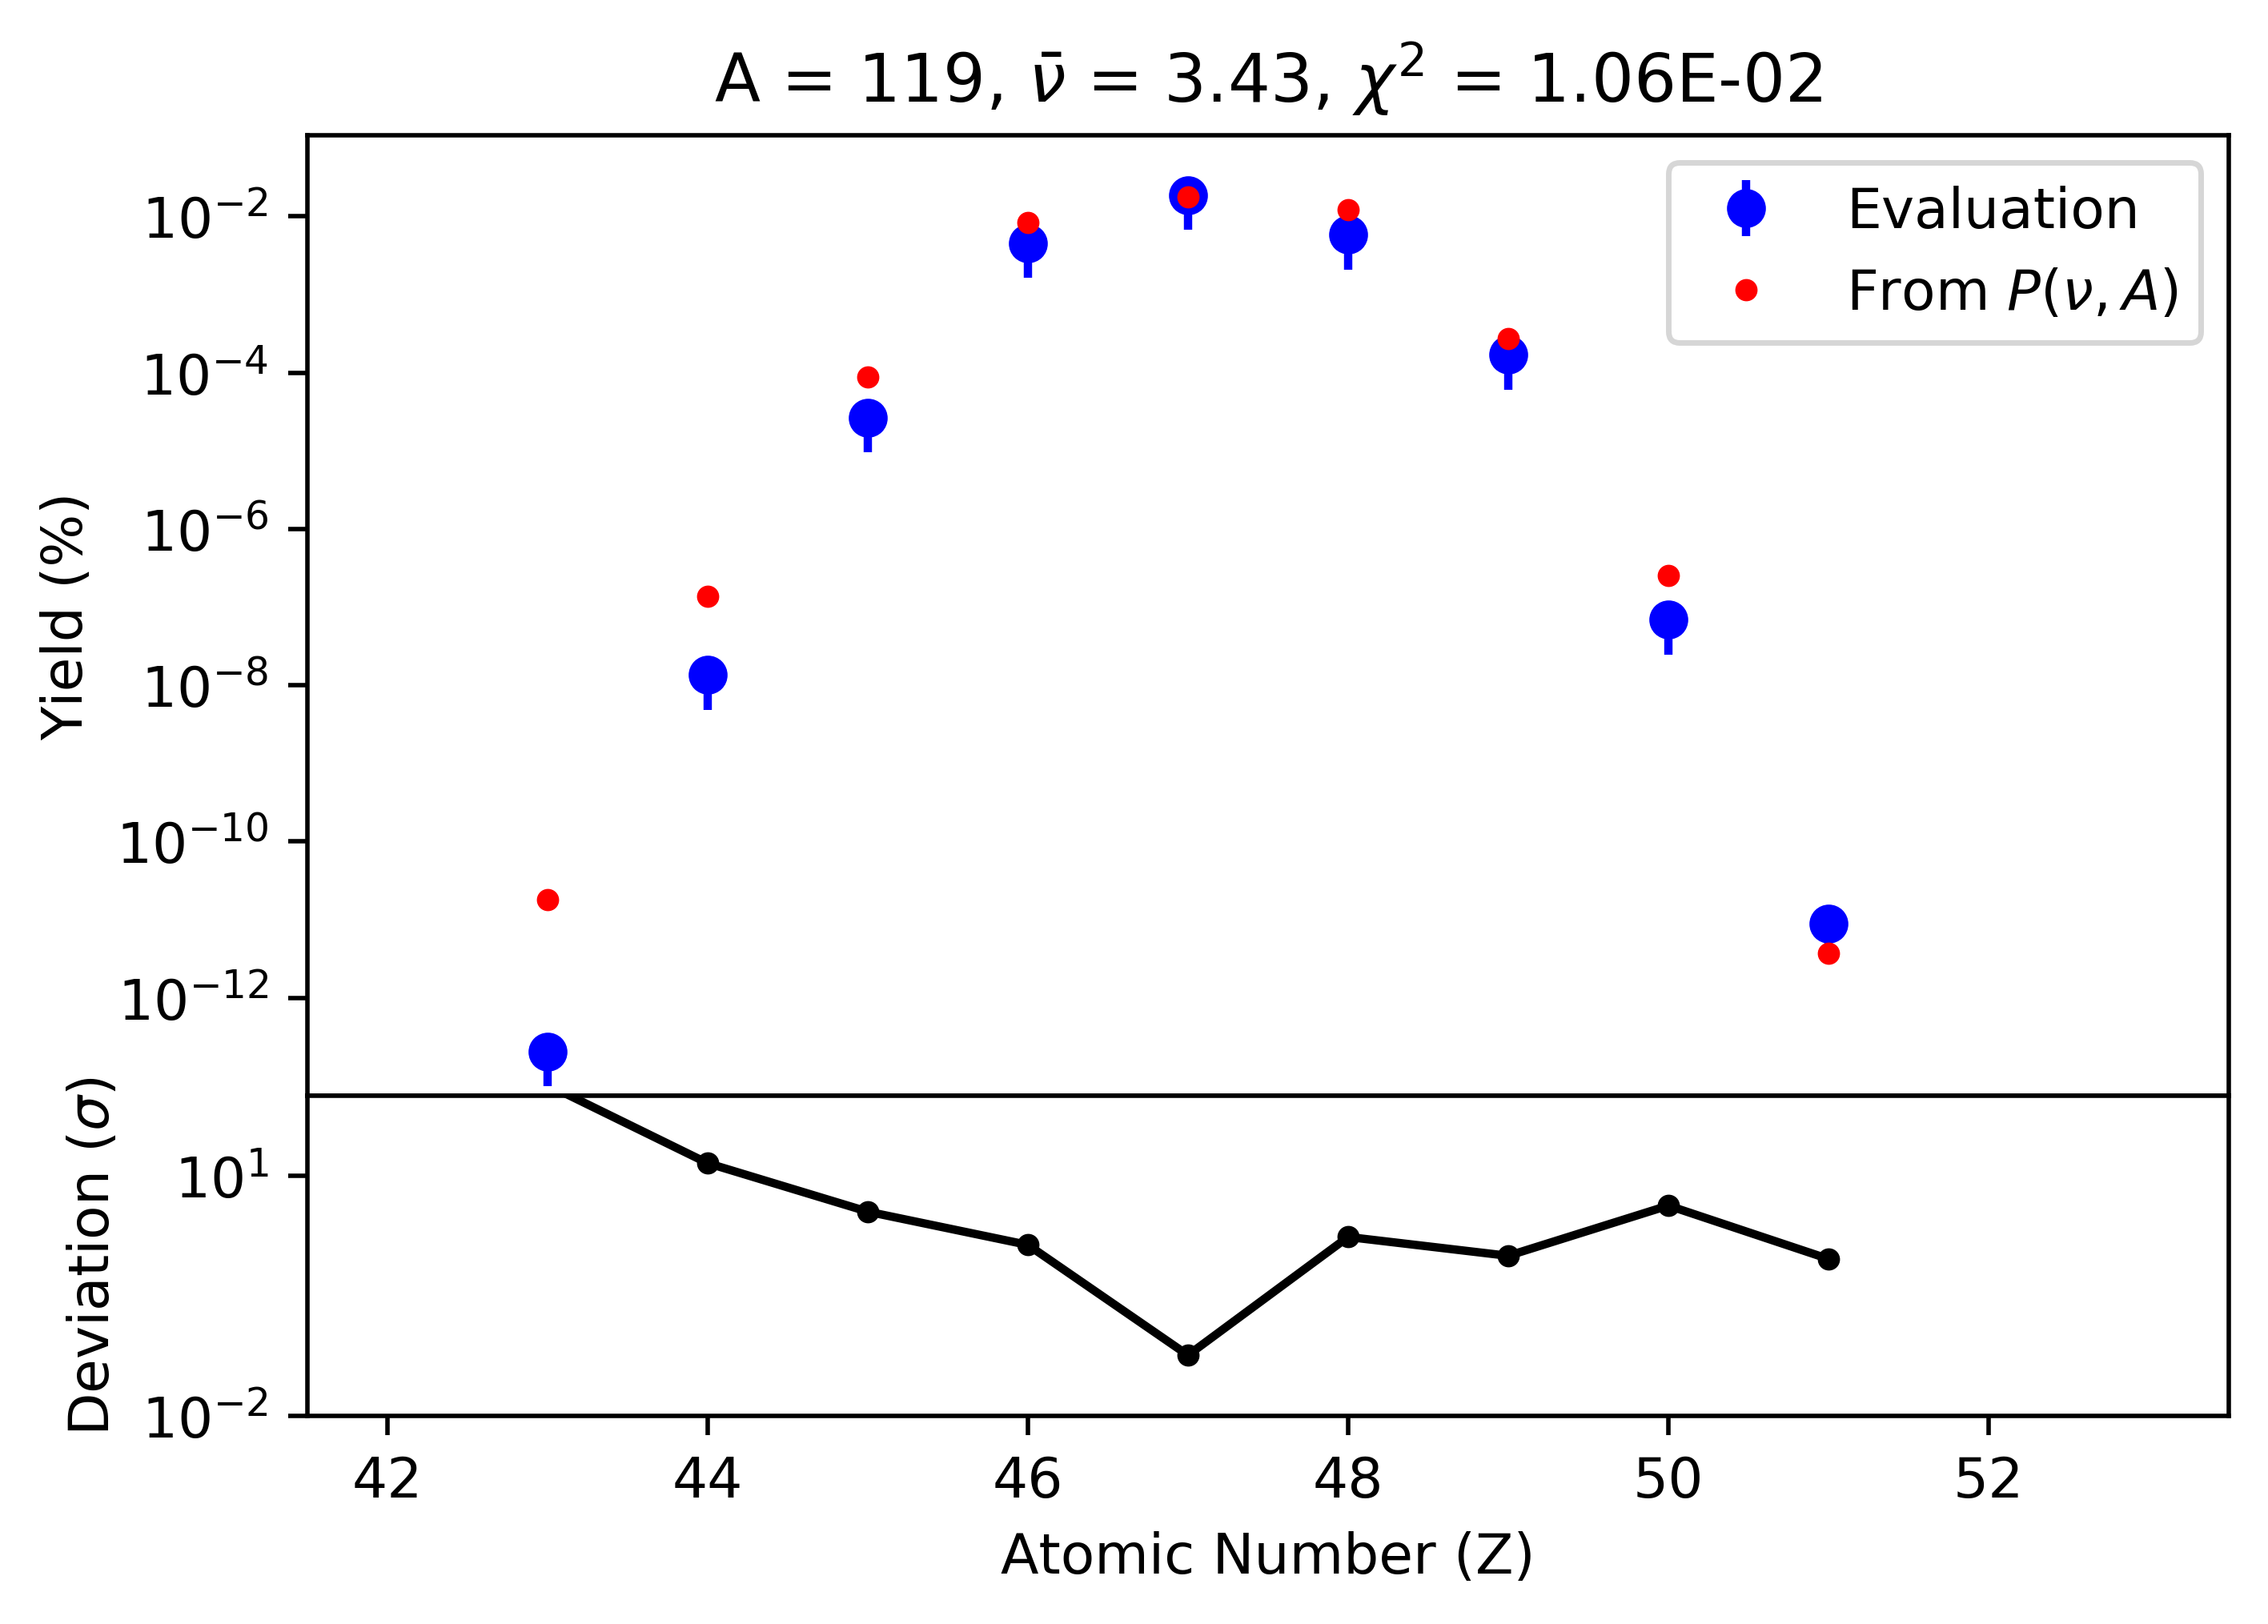 A = 119, ν̄ = 3.43, χ² = 1.06E-02
Evaluation
From P(ν, A)
Yield (%)
10⁻²
10⁻⁴
10⁻⁶
10⁻⁸
10⁻¹⁰
10⁻¹²
Deviation (σ)
10¹
10⁻²
42 44 46 48 50 52
Atomic Number (Z)